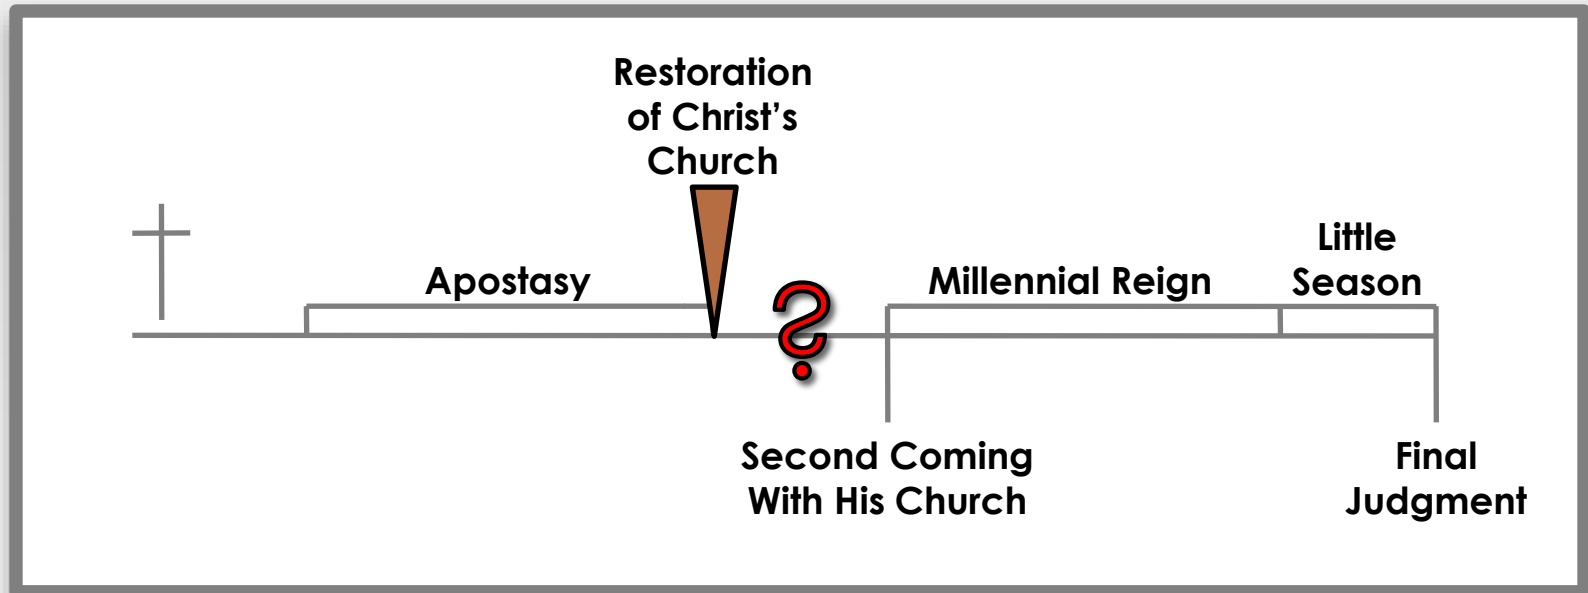 Restoration
of Christ's
Church
Apostasy
?
Millennial Reign
Little
Season
Second Coming
With His Church
Final
Judgment